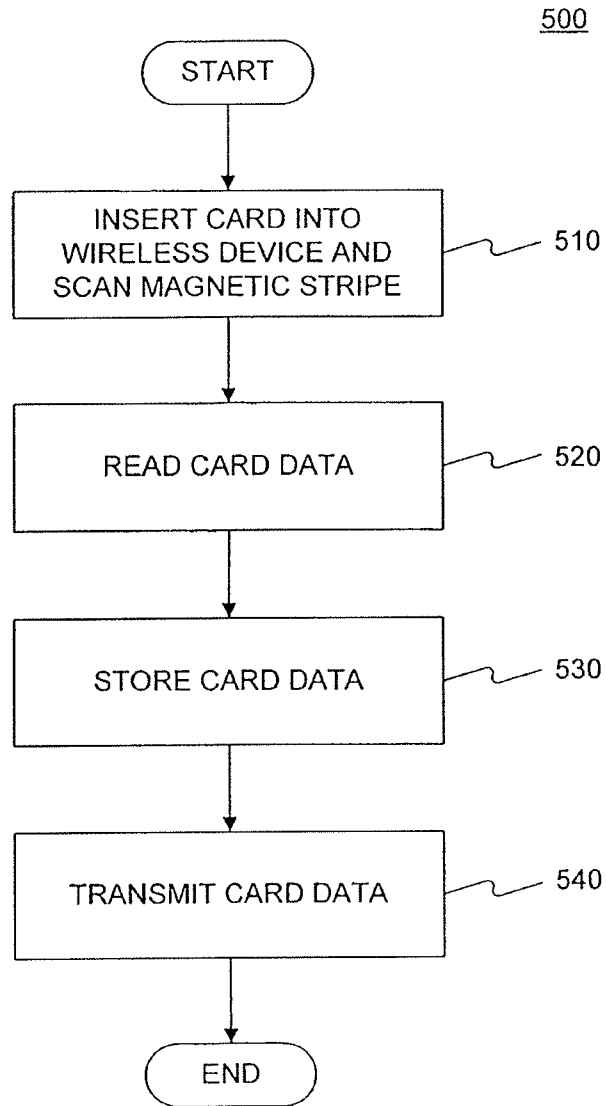 500
START
INSERT CARD INTO
WIRELESS DEVICE AND
SCAN MAGNETIC STRIPE
510
READ CARD DATA
520
STORE CARD DATA
530
TRANSMIT CARD DATA
540
END